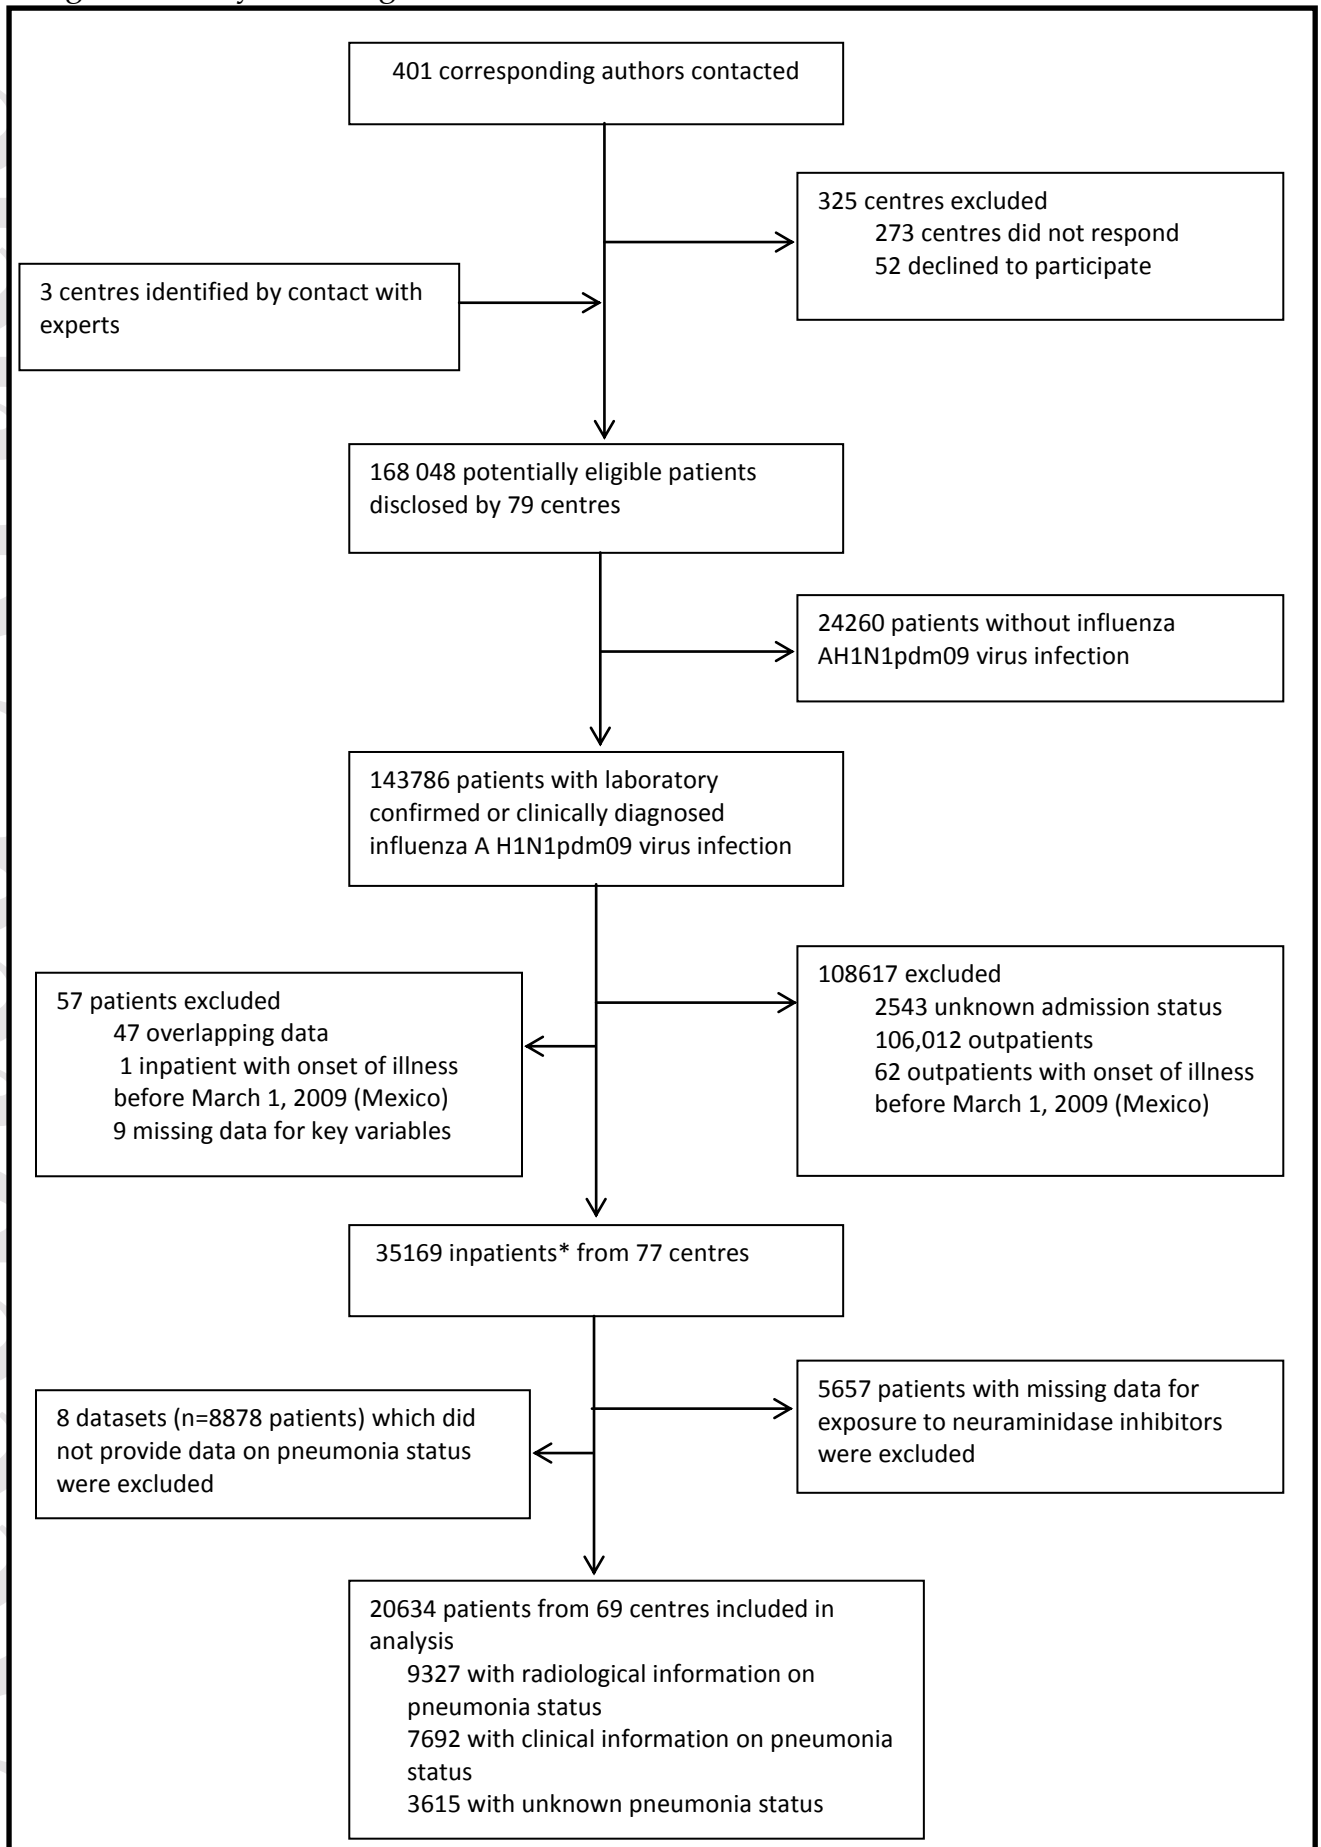 401 corresponding authors contacted
325 centres excluded
273 centres did not respond
52 declined to participate
3 centres identified by contact with
experts
168 048 potentially eligible patients
disclosed by 79 centres
24260 patients without influenza
AH1N1pdm09 virus infection
143786 patients with laboratory
confirmed or clinically diagnosed
influenza A H1N1pdm09 virus infection
57 patients excluded
47 overlapping data
1 inpatient with onset of illness
before March 1, 2009 (Mexico)
9 missing data for key variables
108617 excluded
2543 unknown admission status
106,012 outpatients
62 outpatients with onset of illness
before March 1, 2009 (Mexico)
35169 inpatients* from 77 centres
8 datasets (n=8878 patients) which did
not provide data on pneumonia status
were excluded
5657 patients with missing data for
exposure to neuraminidase inhibitors
were excluded
20634 patients from 69 centres included in
analysis
9327 with radiological information on
pneumonia status
7692 with clinical information on pneumonia
status
3615 with unknown pneumonia status